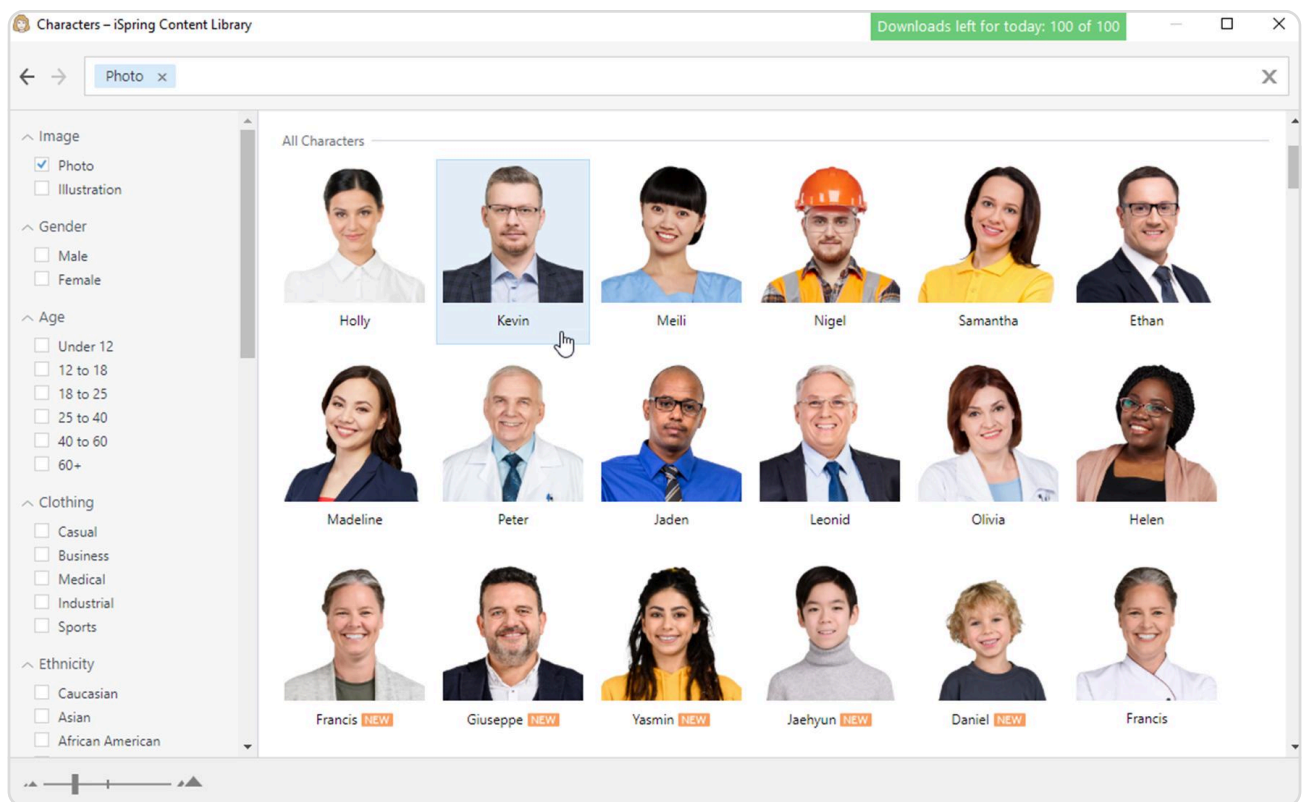 Characters – iSpring Content Library
Downloads left for today: 100 of 100
Photo
Image
Photo
Illustration
Gender
Male
Female
Age
Under 12
12 to 18
18 to 25
25 to 40
40 to 60
60+
Clothing
Casual
Business
Medical
Industrial
Sports
Ethnicity
Caucasian
Asian
African American
All Characters
Holly Kevin Meili Nigel Samantha Ethan
Madeline Peter Jaden Leonid Olivia Helen
Francis NEW Giuseppe NEW Yasmin NEW Jaehyun NEW Daniel NEW Francis